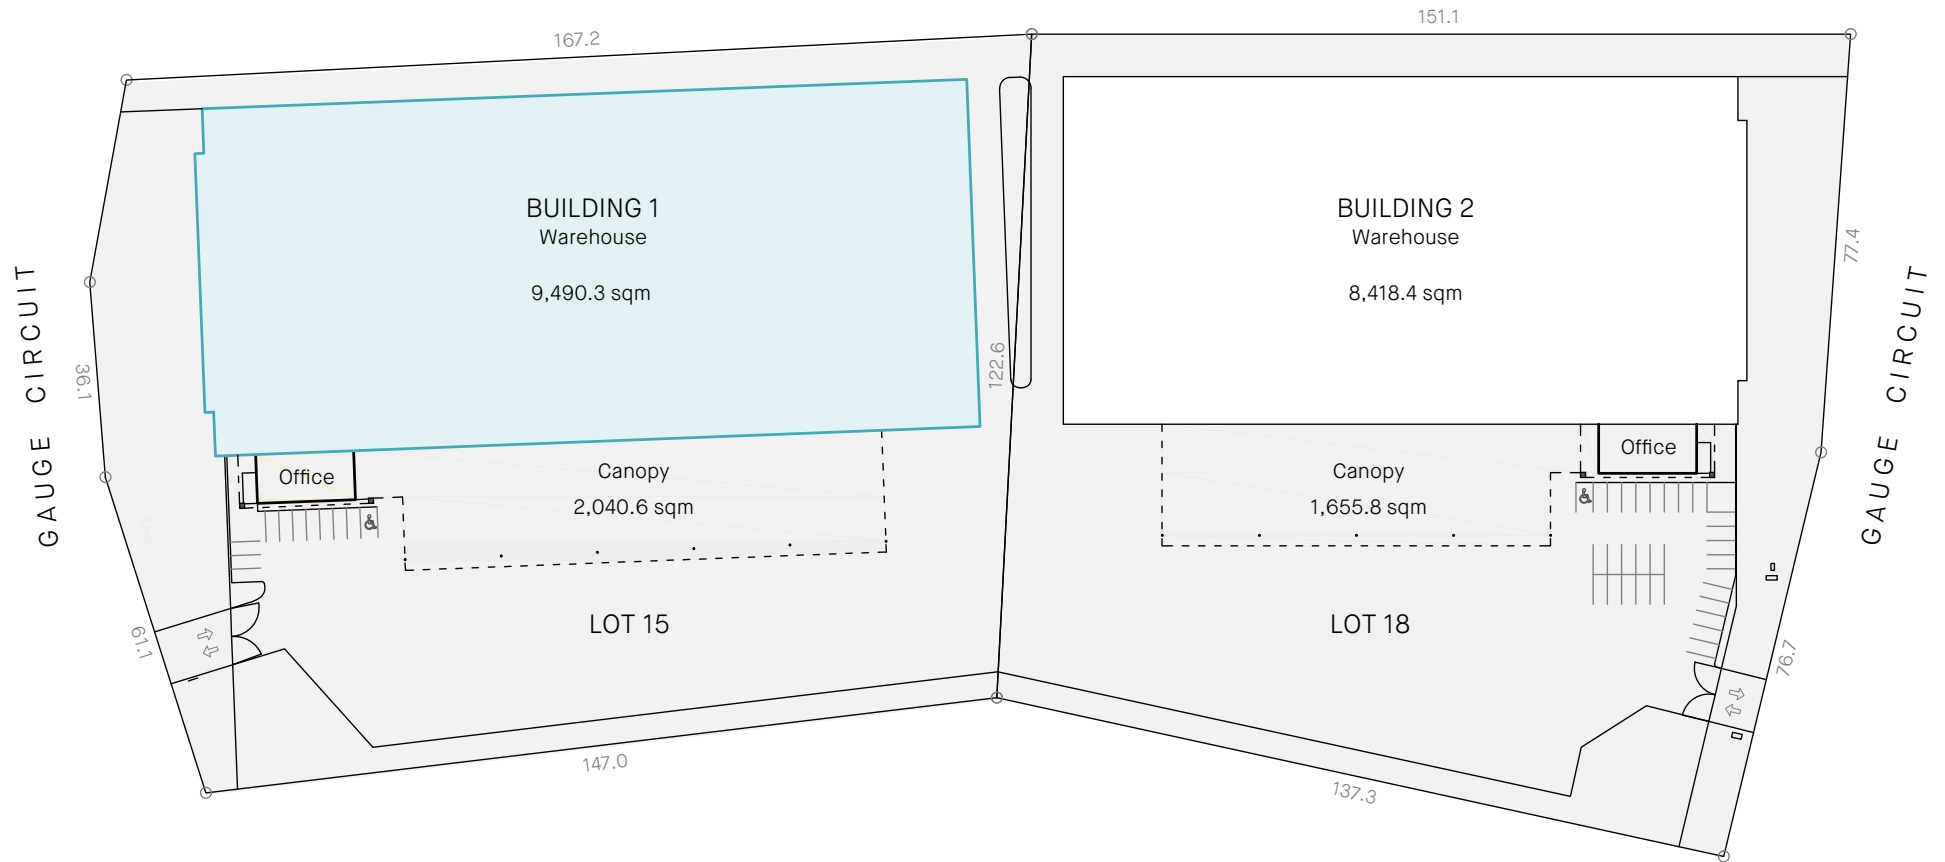 151.1
167.2
BUILDING 1
Warehouse
9,490.3 sqm
BUILDING 2
Warehouse
8,418.4 sqm
77.4
GAUGE CIRCUIT
36.1
122.6
GAUGE CIRCUIT
Office
Canopy
2,040.6 sqm
Canopy
1,655.8 sqm
Office
LOT 15
LOT 18
61.1
76.7
147.0
137.3